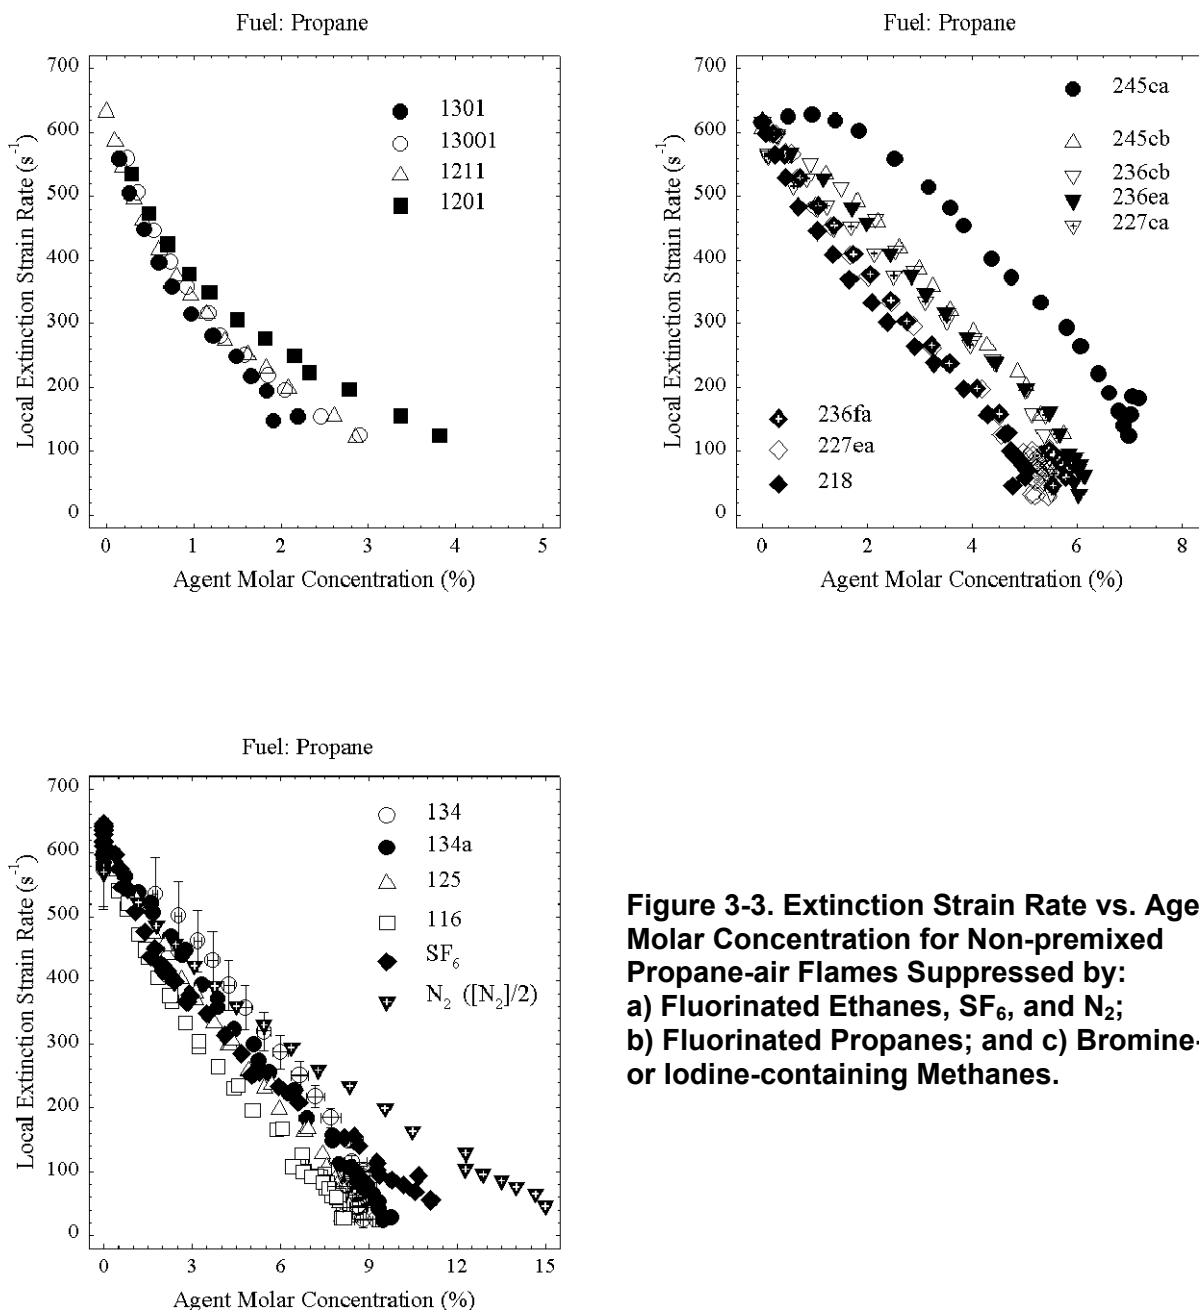 Fuel: Propane
700
600
500
400
300
200
100
0
Local Extinction Strain Rate (s⁻¹)
1301
13001
1211
1201
0 1 2 3 4 5
Agent Molar Concentration (%)
Fuel: Propane
700
600
500
400
300
200
100
0
Local Extinction Strain Rate (s⁻¹)
245ca
245cb
236cb
236ea
227ca
236fa
227ea
218
0 2 4 6 8
Agent Molar Concentration (%)
Fuel: Propane
700
600
500
400
300
200
100
0
Local Extinction Strain Rate (s⁻¹)
134
134a
125
116
SF₆
N₂ ([N₂]/2)
0 3 6 9 12 15
Agent Molar Concentration (%)
Figure 3-3. Extinction Strain Rate vs. Age
Molar Concentration for Non-premixed
Propane-air Flames Suppressed by:
a) Fluorinated Ethanes, SF₆, and N₂;
b) Fluorinated Propanes; and c) Bromine-
or Iodine-containing Methanes.